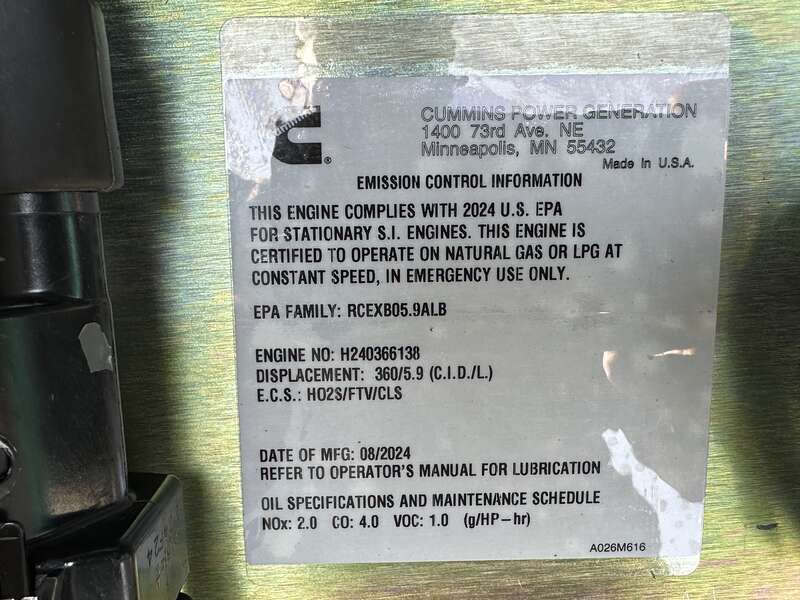 CUMMINS POWER GENERATION
1400 73rd Ave. NE
Minneapolis, MN 55432
Made in U.S.A.
®
EMISSION CONTROL INFORMATION
THIS ENGINE COMPLIES WITH 2024 U.S. EPA
FOR STATIONARY S.I. ENGINES. THIS ENGINE IS
CERTIFIED TO OPERATE ON NATURAL GAS OR LPG AT
CONSTANT SPEED, IN EMERGENCY USE ONLY.
EPA FAMILY: RCEXB05.9ALB
ENGINE NO: H240366138
DISPLACEMENT: 360/5.9 (C.I.D./L.)
E.C.S.: HO2S/FTV/CLS
DATE OF MFG: 08/2024
REFER TO OPERATOR'S MANUAL FOR LUBRICATION
OIL SPECIFICATIONS AND MAINTENANCE SCHEDULE
NOx: 2.0 CO: 4.0 VOC: 1.0 (g/HP-hr)
A026M616